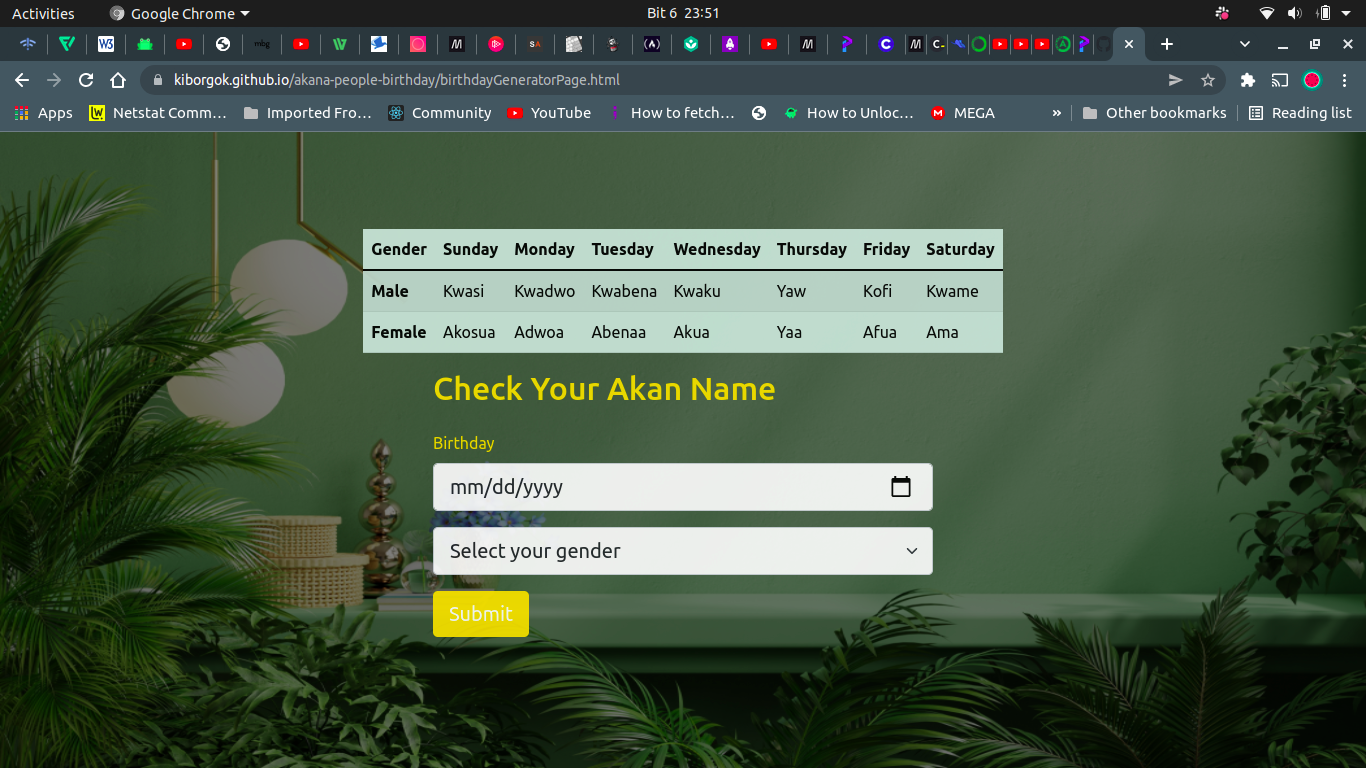 Activities Google Chrome Bit 6 23:51
kiborgok.github.io/akana-people-birthday/birthdayGeneratorPage.html
Apps Netstat Comm… Imported Fro… Community YouTube How to fetch… How to Unloc… MEGA » Other bookmarks Reading list
Gender Sunday Monday Tuesday Wednesday Thursday Friday Saturday
Male Kwasi Kwadwo Kwabena Kwaku Yaw Kofi Kwame
Female Akosua Adwoa Abenaa Akua Yaa Afua Ama
Check Your Akan Name
Birthday
mm/dd/yyyy
Select your gender
Submit